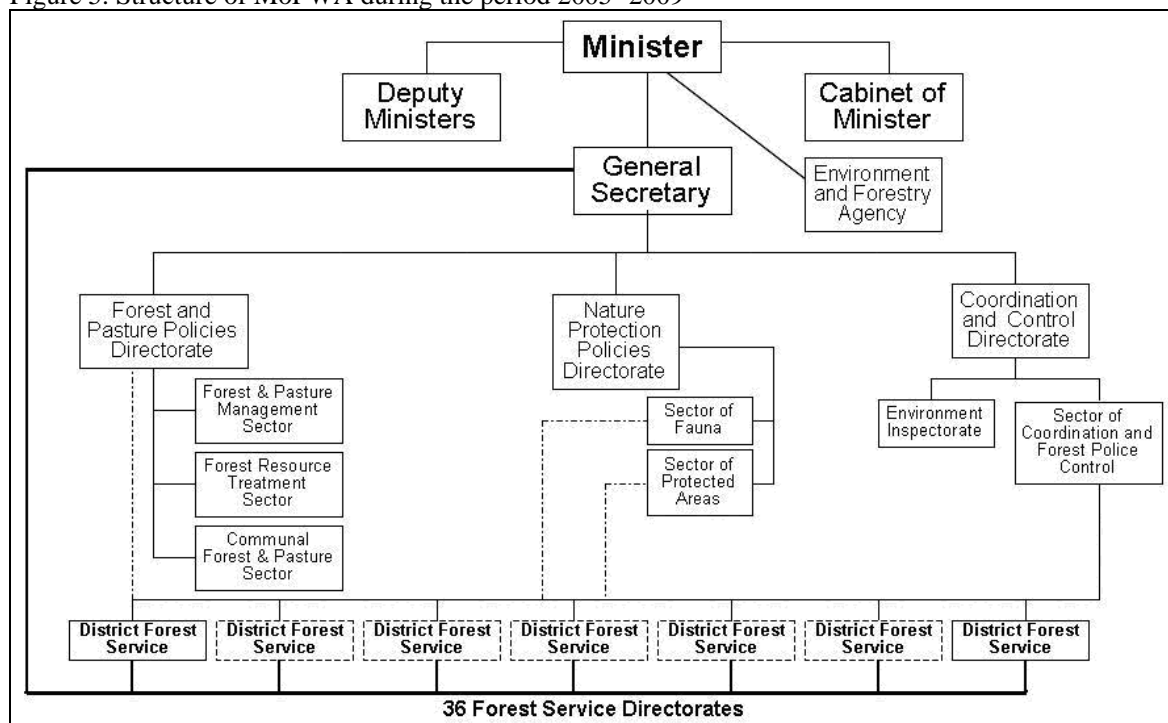 Figure 3. Structure of MoFWA during the period 2005- 2009
Minister
Deputy
Ministers
Cabinet of
Minister
General
Secretary
Environment
and Forestry
Agency
Forest and
Pasture Policies
Directorate
Nature
Protection
Policies
Directorate
Coordination
and Control
Directorate
Forest & Pasture
Management
Sector
Forest Resource
Treatment
Sector
Communal
Forest & Pasture
Sector
Sector of
Fauna
Sector of
Protected
Areas
Environment
Inspectorate
Sector of
Coordination and
Forest Police
Control
District Forest
Service
District Forest
Service
District Forest
Service
District Forest
Service
District Forest
Service
District Forest
Service
District Forest
Service
36 Forest Service Directorates